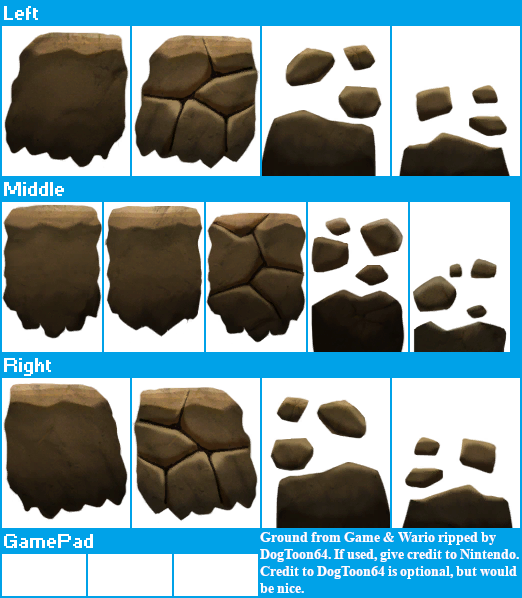 Left
Middle
Right
GamePad
Ground from Game & Wario ripped by
DogToon64. If used, give credit to Nintendo.
Credit to DogToon64 is optional, but would
be nice.